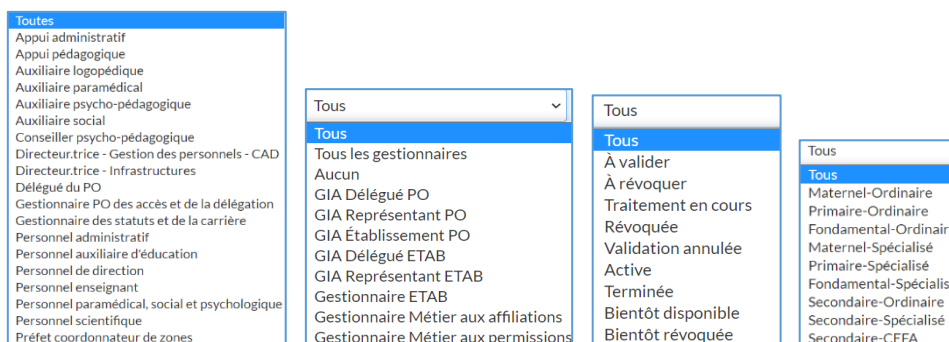 Toutes
Appui administratif
Appui pédagogique
Auxiliaire logopédique
Auxiliaire paramédical
Auxiliaire psycho-pédagogique
Auxiliaire social
Conseiller psycho-pédagogique
Directeur.trice - Gestion des personnels - CAD
Directeur.trice - Infrastructures
Délégué du PO
Gestionnaire PO des accès et de la délégation
Gestionnaire des statuts et de la carrière
Personnel administratif
Personnel auxiliaire d'éducation
Personnel de direction
Personnel enseignant
Personnel paramédical, social et psychologique
Personnel scientifique
Préfet coordonnateur de zones
Tous
Tous
Tous les gestionnaires
Aucun
GIA Délégué PO
GIA Représentant PO
GIA Établissement PO
GIA Délégué ETAB
GIA Représentant ETAB
Gestionnaire ETAB
Gestionnaire Métier aux affiliations
Gestionnaire Métier aux permissions
Tous
Tous
À valider
À révoquer
Traitement en cours
Révoquée
Validation annulée
Active
Terminée
Bientôt disponible
Bientôt révoquée
Tous
Tous
Maternel-Ordinaire
Primaire-Ordinaire
Fondamental-Ordinair
Maternel-Spécialisé
Primaire-Spécialisé
Fondamental-Spécialis
Secondaire-Ordinaire
Secondaire-Spécialisé
Secondaire-CEFA